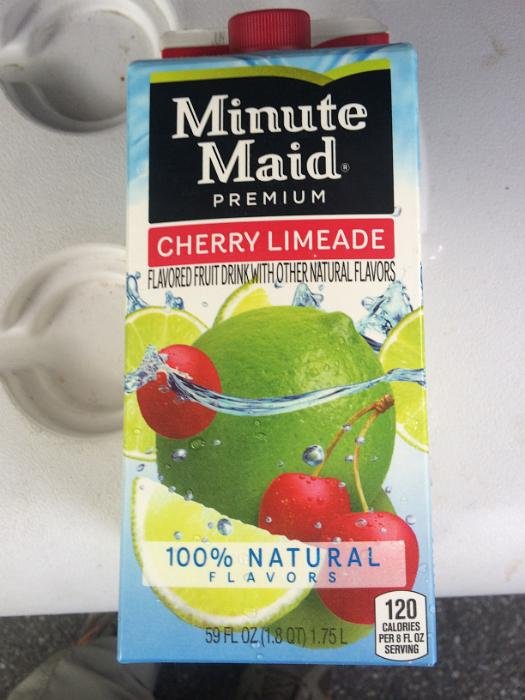 Minute
Maid®
PREMIUM
CHERRY LIMEADE
FLAVORED FRUIT DRINK WITH OTHER NATURAL FLAVORS
100% NATURAL
FLAVORS
59 FL OZ (1.8 QT) 1.75 L
120
CALORIES
PER 8 FL OZ
SERVING